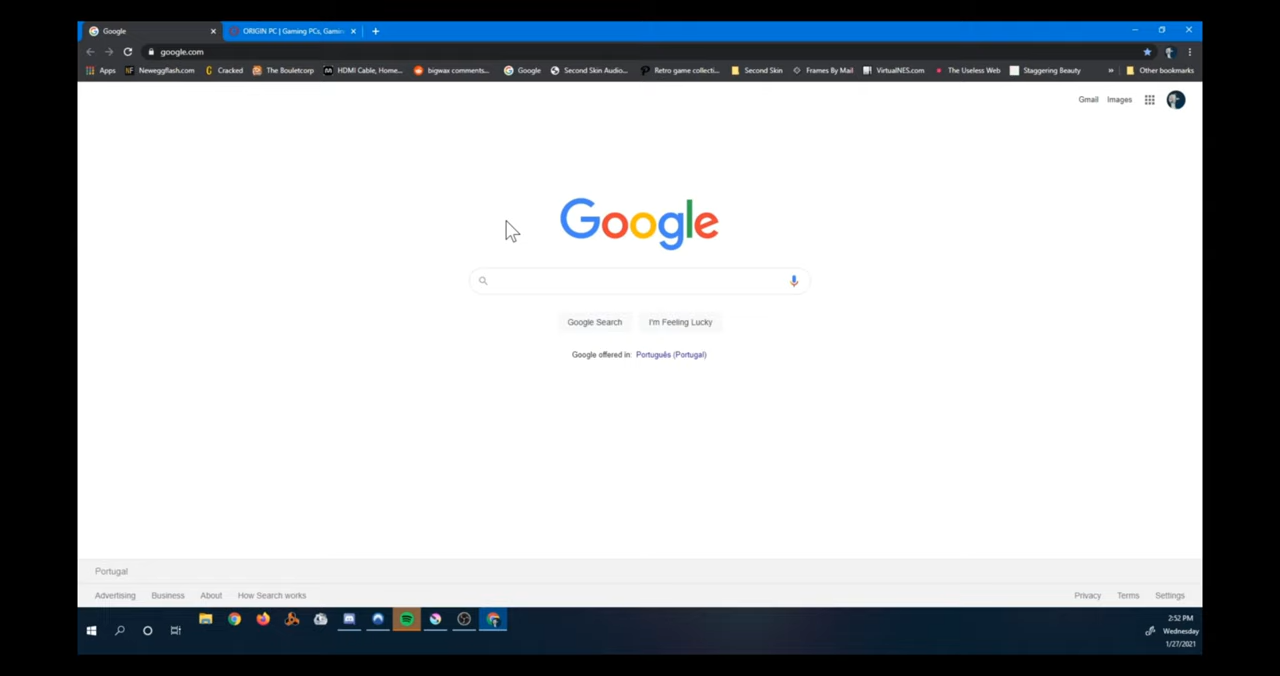 Google
ORIGIN PC | Gaming PCs, Gamin
google.com
Apps Neweggflash.com Cracked The Bouletcorp HDMI Cable, Home... bigwax comments... Google Second Skin Audio... Retro game collecti... Second Skin Frames By Mail VirtualNES.com The Useless Web Staggering Beauty » Other bookmarks
Gmail Images
Google
Google Search I'm Feeling Lucky
Google offered in: Português (Portugal)
Portugal
Advertising Business About How Search works Privacy Terms Settings
2:52 PM
Wednesday
1/27/2021